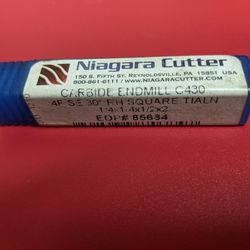 Niagara Cutter
150 S. FIFTH ST. REYNOLDSVILLE, PA 15851 USA
800-861-6111 / WWW.NIAGARACUTTER.COM
CARBIDE ENDMILL C430
4F SE 30° RH SQUARE TIALN
1/4x1/4x1/2x2
EDP# 85684